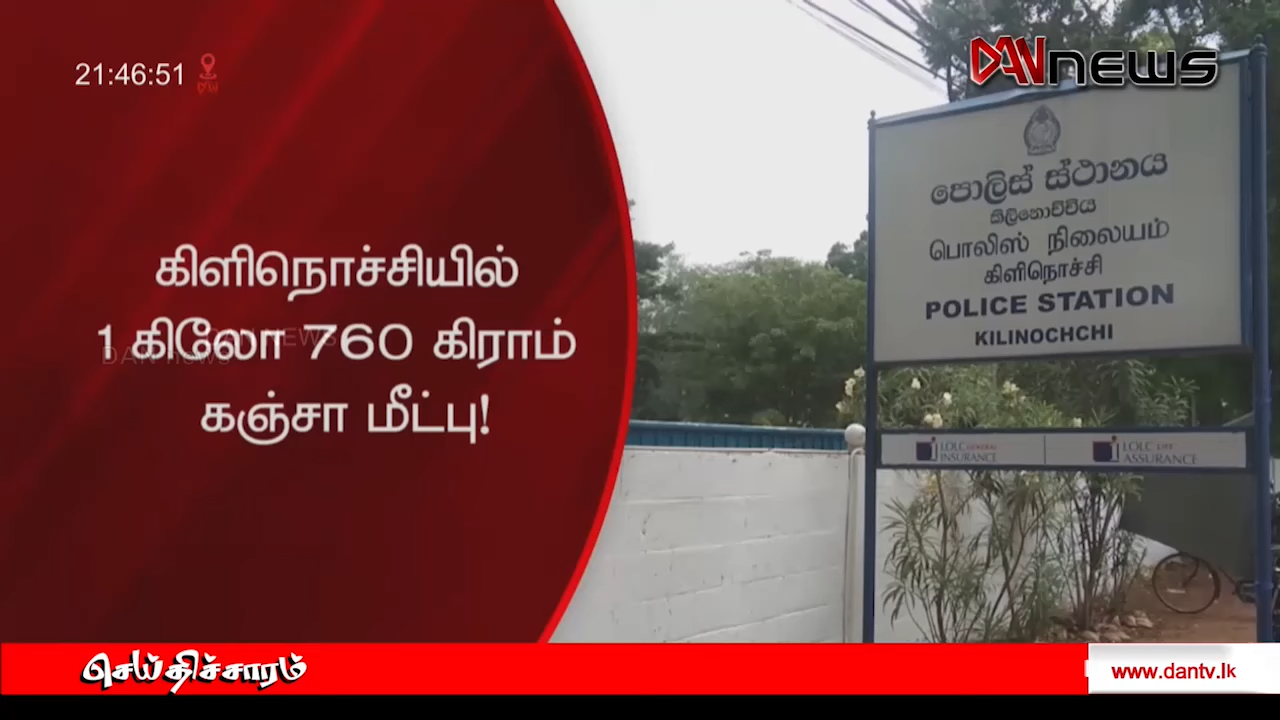 21:46:51
DAN news
கிளிநொச்சியில்
1 கிலோ 760 கிராம்
கஞ்சா மீட்பு!
පොලිස් ස්ථානය
කිලිනොච්චිය
பொலிஸ் நிலையம்
கிளிநொச்சி
POLICE STATION
KILINOCHCHI
LOLC GENERAL
INSURANCE
LOLC LIFE
ASSURANCE
செய்திச்சாரம்
www.dantv.lk